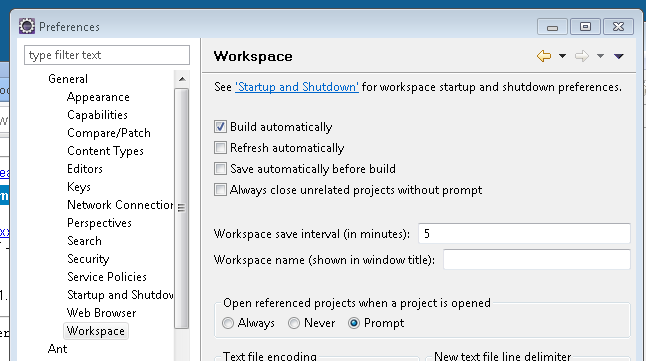 Preferences
type filter text
General
Appearance
Capabilities
Compare/Patch
Content Types
Editors
Keys
Network Connection
Perspectives
Search
Security
Service Policies
Startup and Shutdow
Web Browser
Workspace
Ant
Workspace
See 'Startup and Shutdown' for workspace startup and shutdown preferences.
Build automatically
Refresh automatically
Save automatically before build
Always close unrelated projects without prompt
Workspace save interval (in minutes): 5
Workspace name (shown in window title):
Open referenced projects when a project is opened
Always Never Prompt
Text file encoding New text file line delimiter